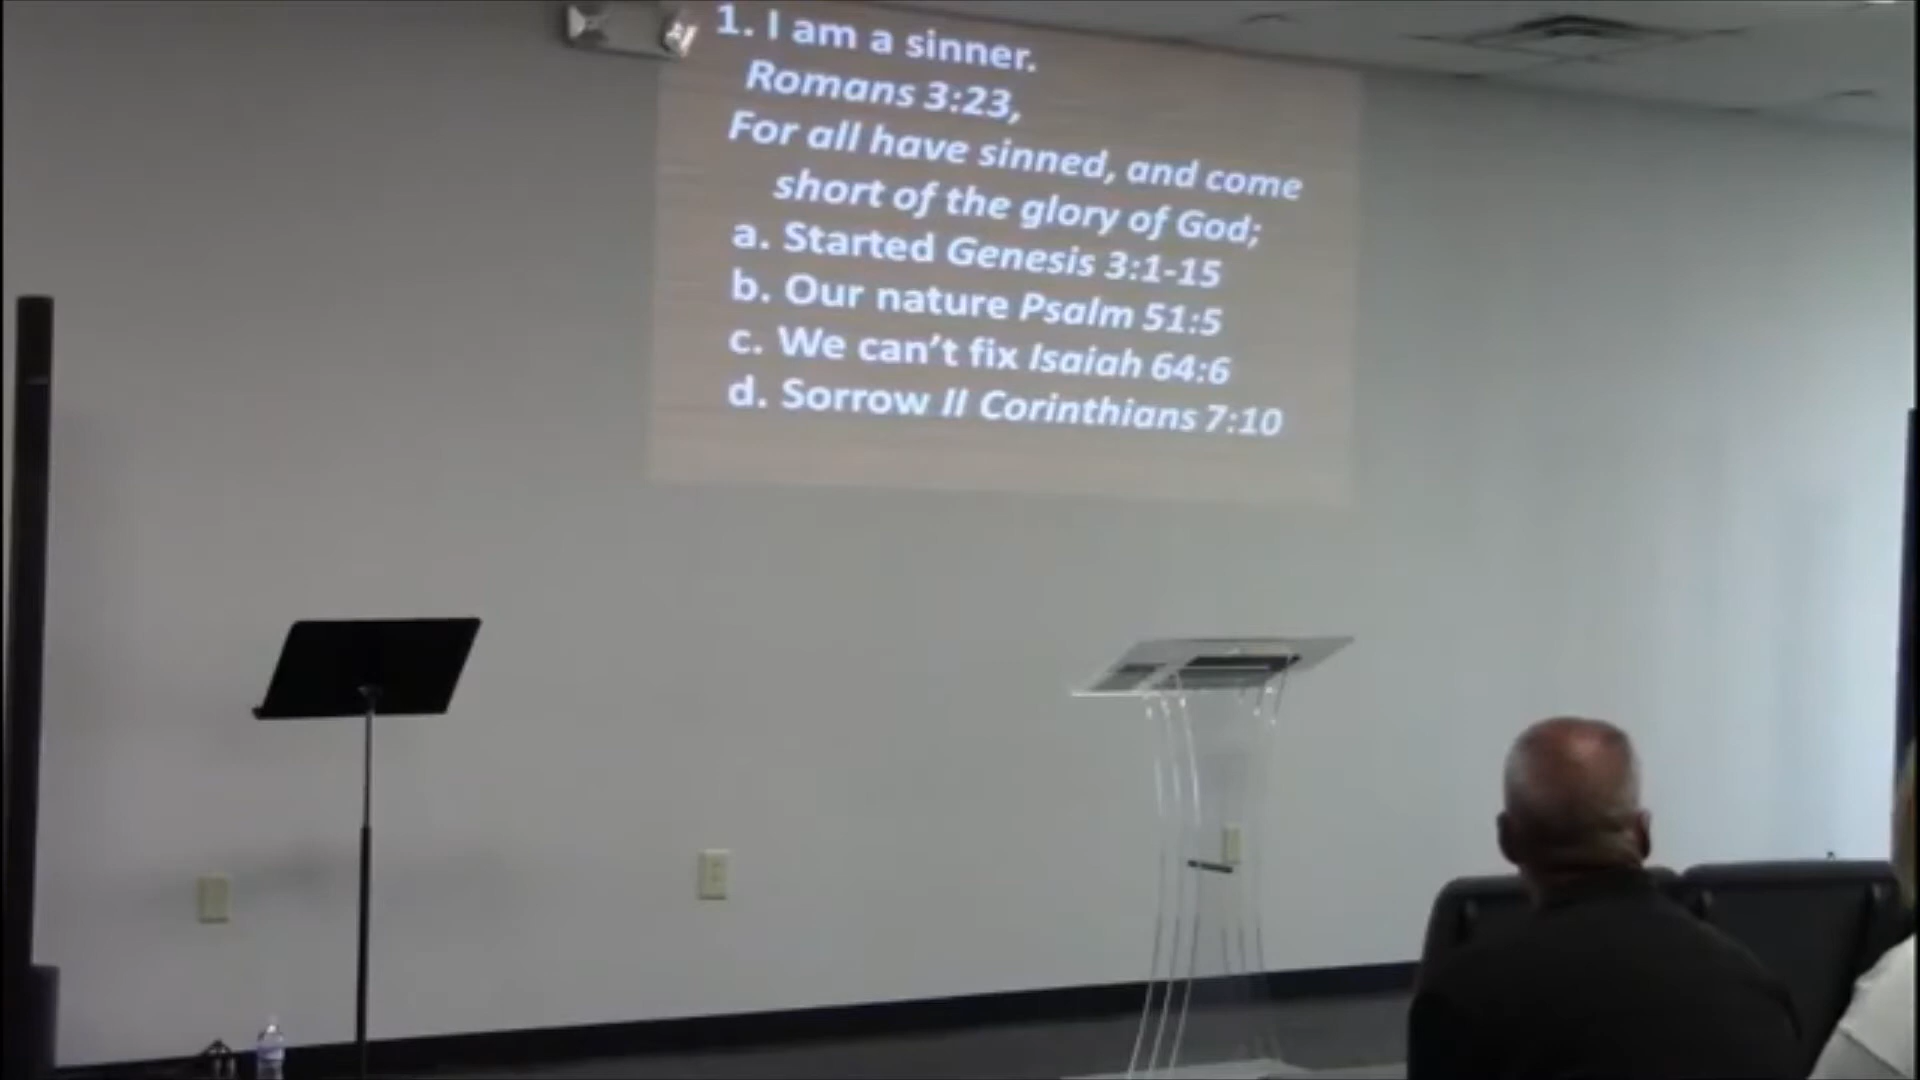 1. I am a sinner.
Romans 3:23,
For all have sinned, and come
short of the glory of God;
a. Started Genesis 3:1-15
b. Our nature Psalm 51:5
c. We can't fix Isaiah 64:6
d. Sorrow II Corinthians 7:10